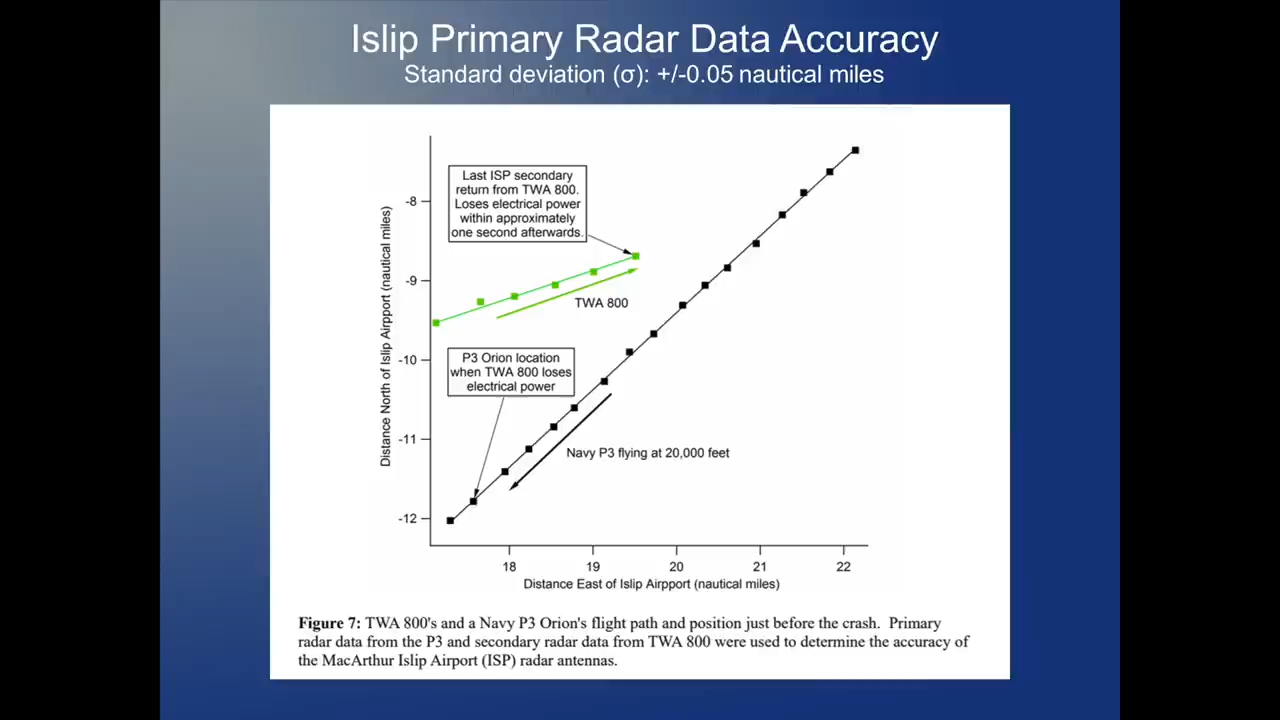 Islip Primary Radar Data Accuracy
Standard deviation (σ): +/-0.05 nautical miles
Last ISP secondary
return from TWA 800.
Loses electrical power
within approximately
one second afterwards.
TWA 800
P3 Orion location
when TWA 800 loses
electrical power
Navy P3 flying at 20,000 feet
Distance North of Islip Airpport (nautical miles)
-8
-9
-10
-11
-12
18 19 20 21 22
Distance East of Islip Airpport (nautical miles)
Figure 7: TWA 800's and a Navy P3 Orion's flight path and position just before the crash. Primary
radar data from the P3 and secondary radar data from TWA 800 were used to determine the accuracy of
the MacArthur Islip Airport (ISP) radar antennas.